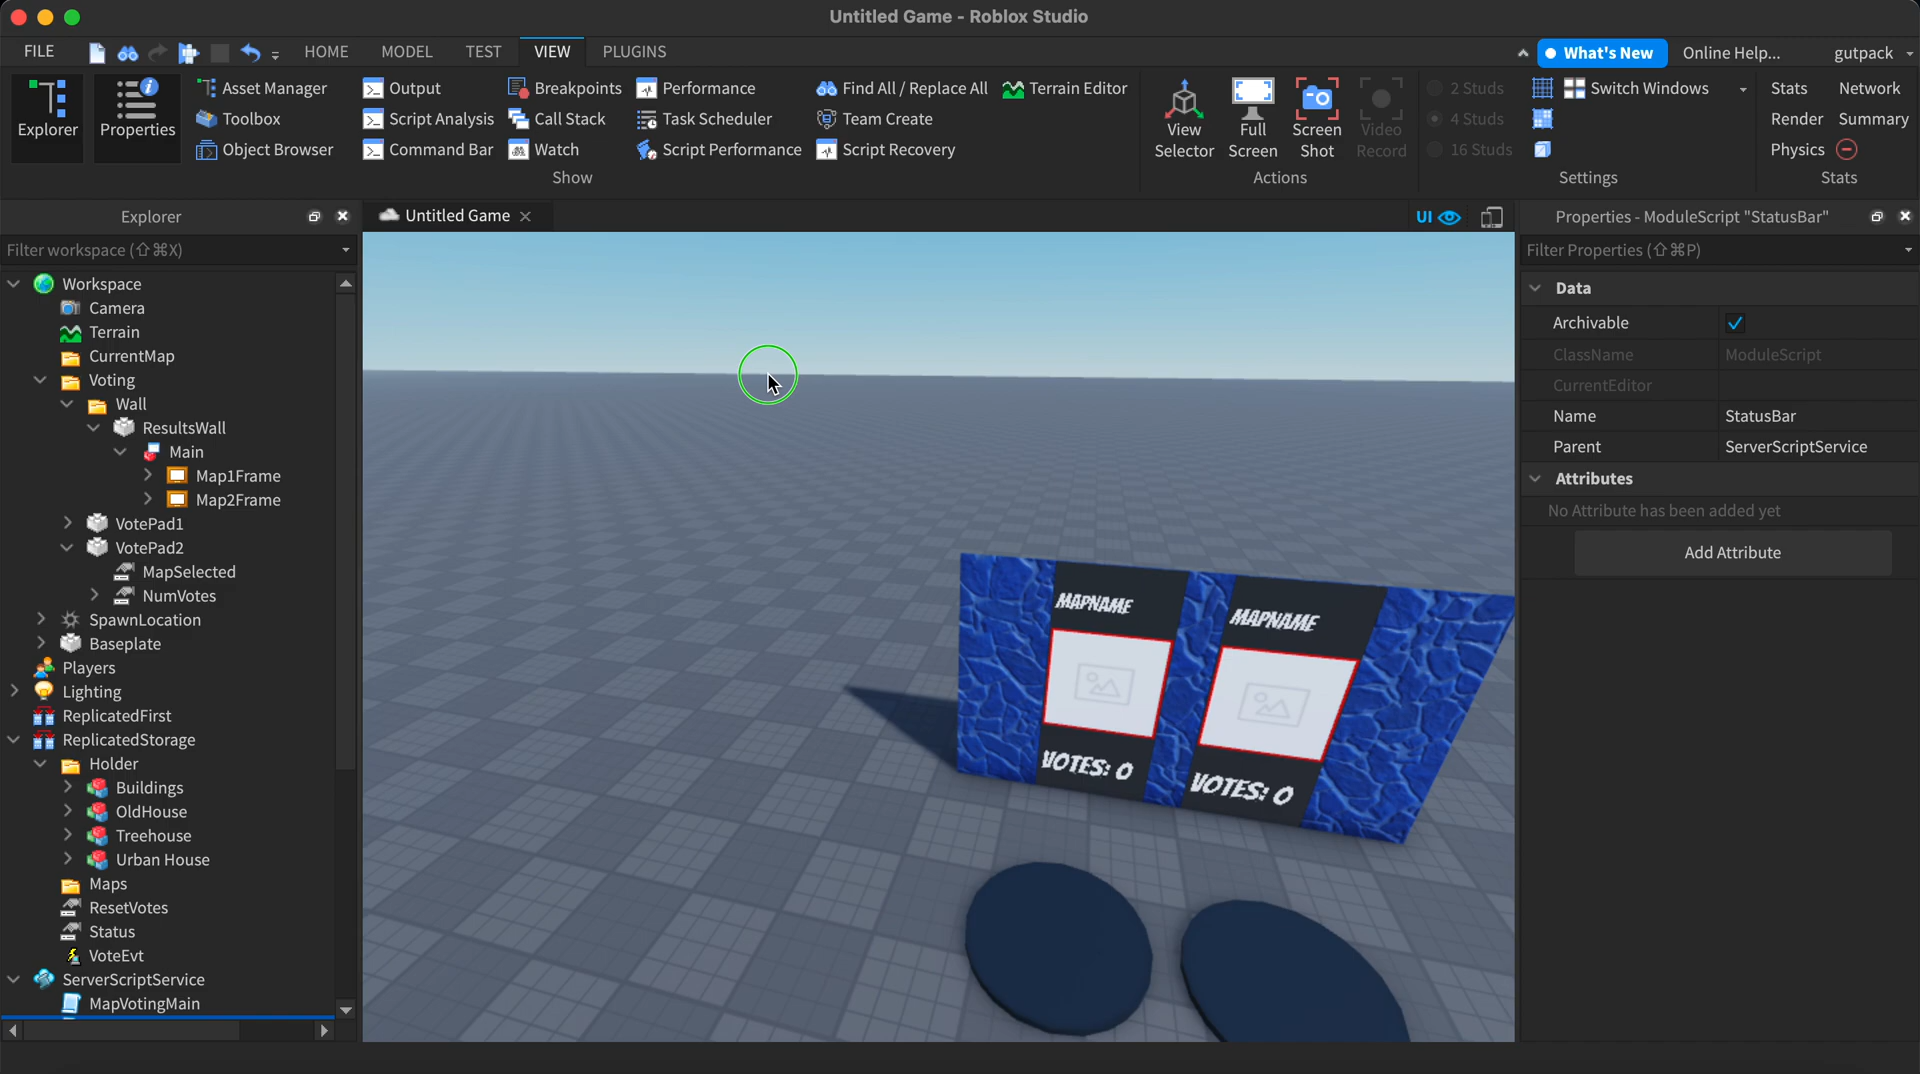 Untitled Game - Roblox Studio
FILE HOME MODEL TEST VIEW PLUGINS What's New Online Help... gutpack
Explorer
Properties
Asset Manager
Toolbox
Object Browser
Output
Script Analysis
Command Bar
Breakpoints
Call Stack
Watch
Performance
Task Scheduler
Script Performance
Find All / Replace All
Team Create
Script Recovery
Terrain Editor
Show
View
Selector
Full
Screen
Screen
Shot
Video
Record
Actions
2 Studs
4 Studs
16 Studs
Switch Windows
Settings
Stats
Render
Physics
Network
Summary
Stats
Explorer
Filter workspace (⇧⌘X)
Workspace
Camera
Terrain
CurrentMap
Voting
Wall
ResultsWall
Main
Map1Frame
Map2Frame
VotePad1
VotePad2
MapSelected
NumVotes
SpawnLocation
Baseplate
Players
Lighting
ReplicatedFirst
ReplicatedStorage
Holder
Buildings
OldHouse
Treehouse
Urban House
Maps
ResetVotes
Status
VoteEvt
ServerScriptService
MapVotingMain
Untitled Game
UI
MAPNAME
MAPNAME
VOTES: 0
VOTES: 0
Properties - ModuleScript "StatusBar"
Filter Properties (⇧⌘P)
Data
Archivable
ClassName ModuleScript
CurrentEditor
Name StatusBar
Parent ServerScriptService
Attributes
No Attribute has been added yet
Add Attribute